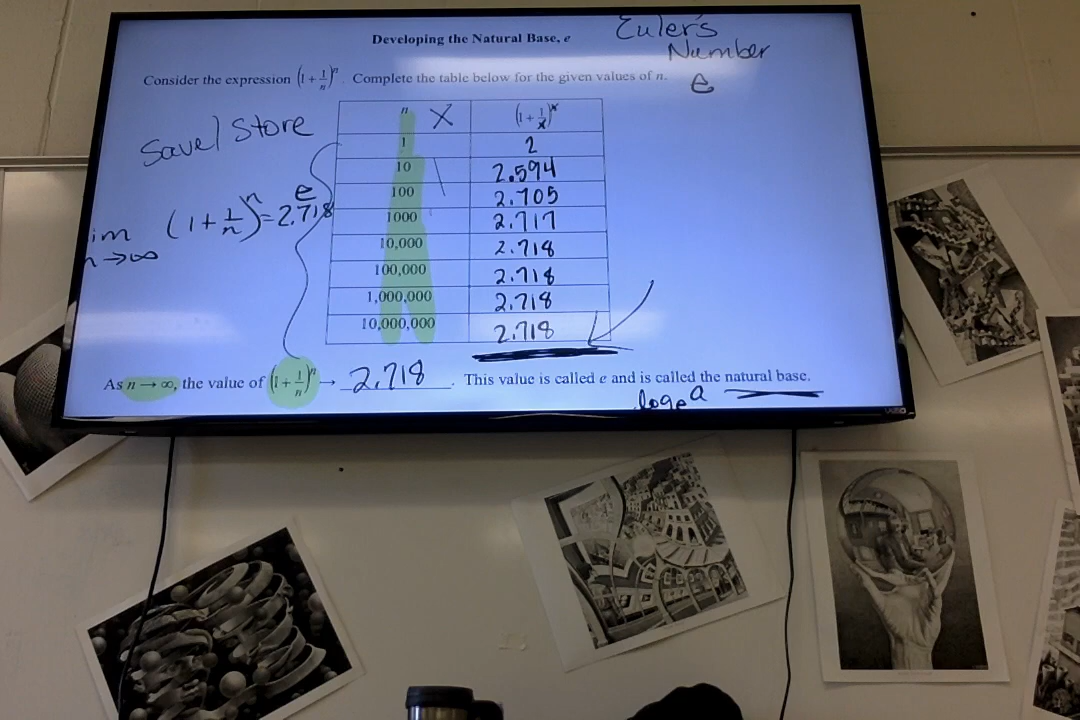 Developing the Natural Base, e
Euler's
Number
e
Consider the expression (1 + 1/n)^n. Complete the table below for the given values of n.
Save/Store
n X (1 + 1/x)^x
1 2
10 2.594
100 2.705
1000 2.717
10,000 2.718
100,000 2.718
1,000,000 2.718
10,000,000 2.718
e
lim (1 + 1/n)^n = 2.718
n→∞
As n → ∞, the value of (1 + 1/n)^n → 2.718. This value is called e and is called the natural base.
log_e a
VIZIO